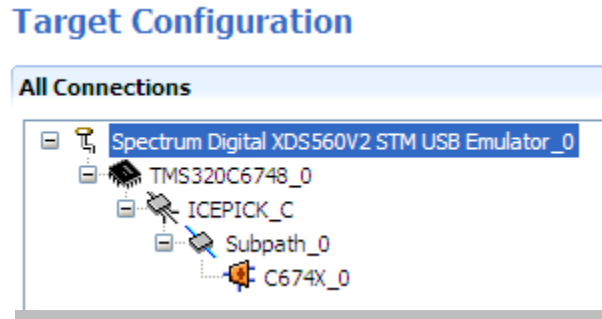 Target Configuration
All Connections
Spectrum Digital XDS560V2 STM USB Emulator_0
TMS320C6748_0
ICEPICK_C
Subpath_0
C674X_0